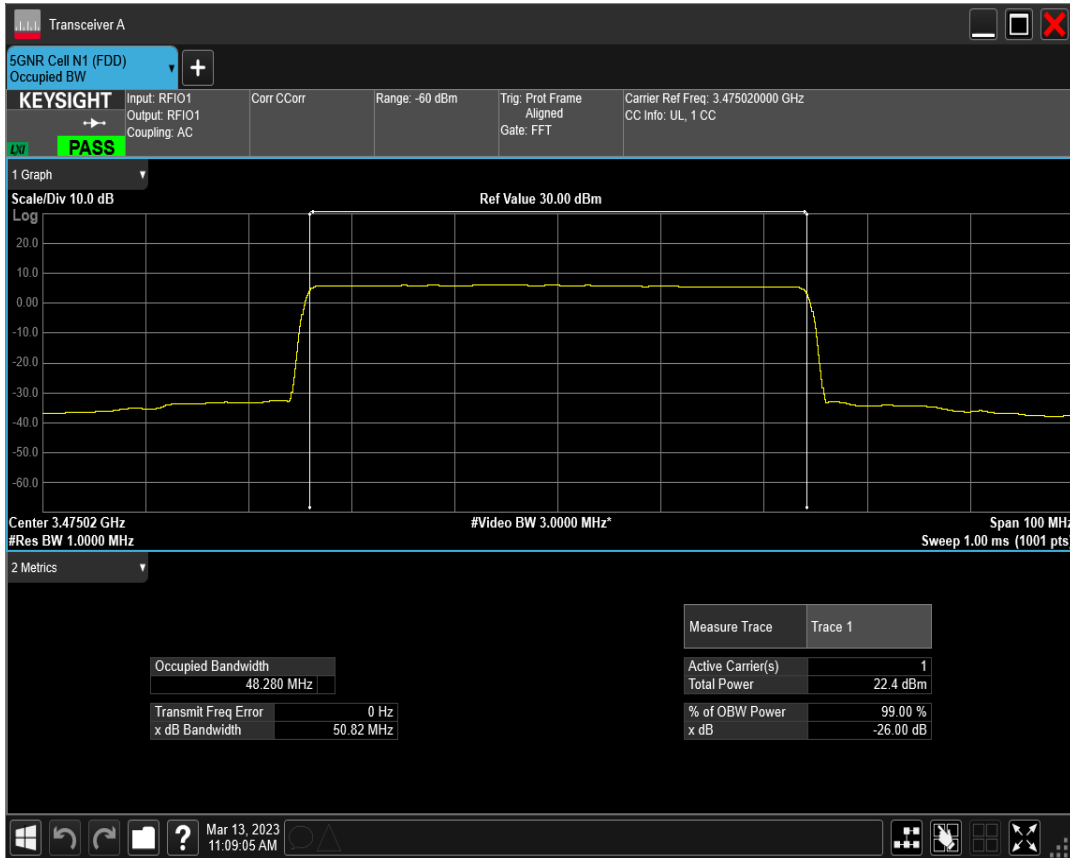 Transceiver A
5GNR Cell N1 (FDD)
Occupied BW
+
KEYSIGHT
LXI
PASS
Input: RFIO1
Output: RFIO1
Coupling: AC
Corr CCorr
Range: -60 dBm
Trig: Prot Frame
Aligned
Gate: FFT
Carrier Ref Freq: 3.475020000 GHz
CC Info: UL, 1 CC
1 Graph
Scale/Div 10.0 dB
Ref Value 30.00 dBm
Log
20.0
10.0
0.00
-10.0
-20.0
-30.0
-40.0
-50.0
-60.0
Center 3.47502 GHz
#Video BW 3.0000 MHz*
Span 100 MHz
#Res BW 1.0000 MHz
Sweep 1.00 ms (1001 pts)
2 Metrics
Measure Trace Trace 1
Occupied Bandwidth
48.280 MHz
Active Carrier(s) 1
Total Power 22.4 dBm
Transmit Freq Error 0 Hz
x dB Bandwidth 50.82 MHz
% of OBW Power 99.00 %
x dB -26.00 dB
?
Mar 13, 2023
11:09:05 AM